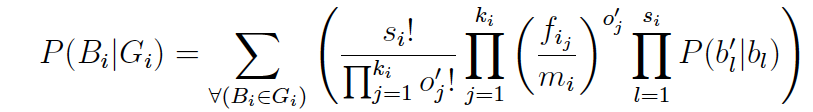 $P(B_i|G_i) = \sum_{\forall (B_i \in G_i)} \left( \frac{s_i!}{\prod_{j=1}^{k_i} o'_j!} \prod_{j=1}^{k_i} \left( \frac{f_{i_j}}{m_i} \right)^{o'_j} \prod_{l=1}^{s_i} P(b'_l|b_l) \right)$